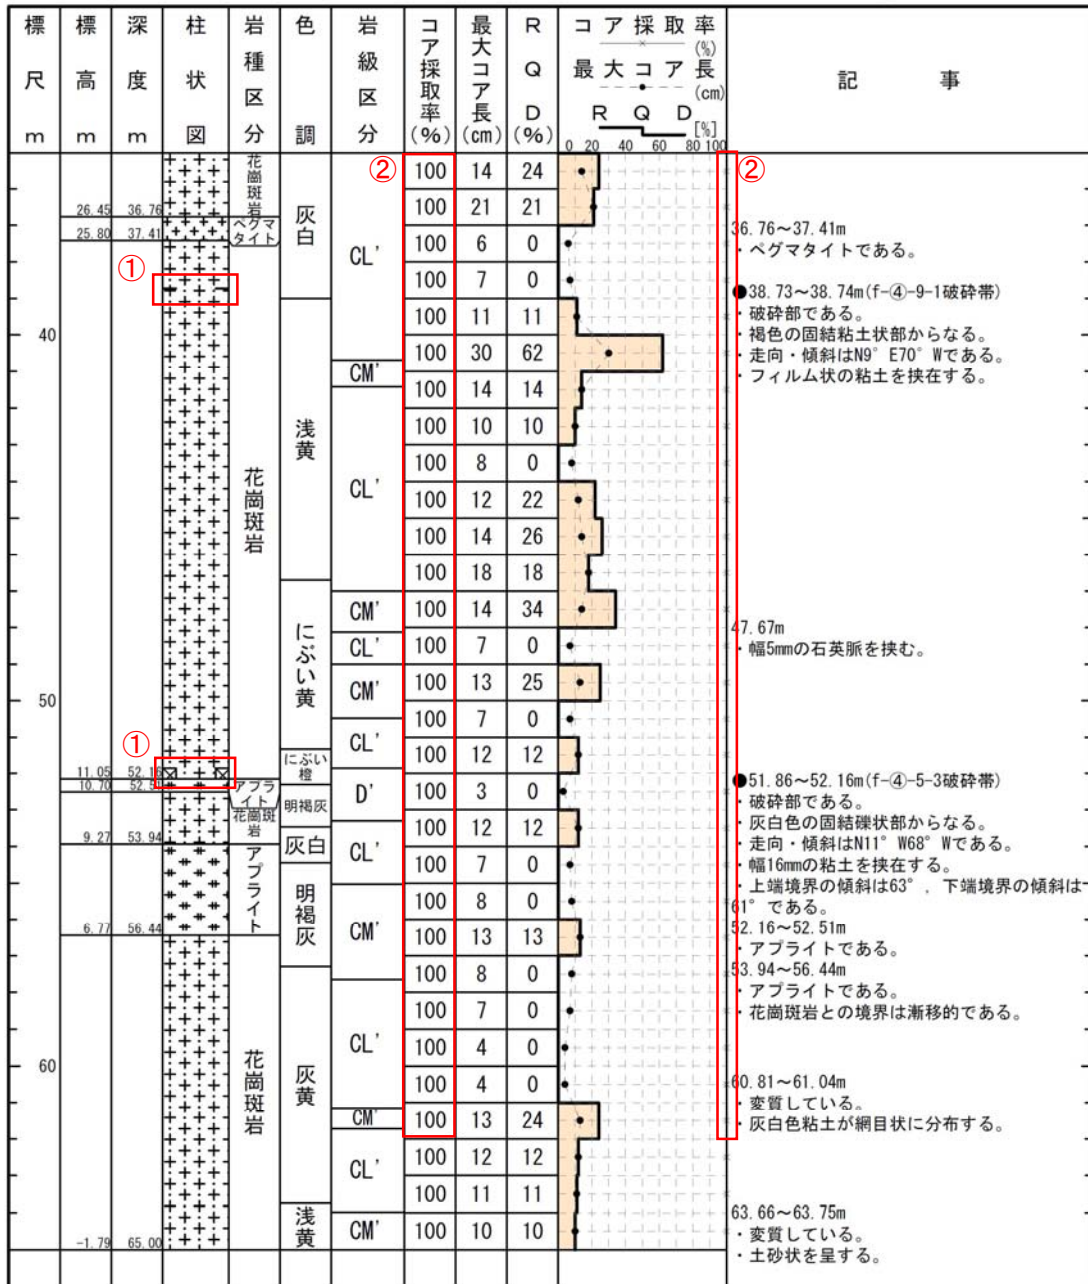 標尺m
標高m
深度m
柱状図
岩種区分
色調
岩級区分
コア採取率(%)
最大コア長(cm)
RQD(%)
コア採取率(%)
最大コア長(cm)
RQD[%]
0 20 40 60 80 100
記事
② ②
花崗斑岩
灰白
CL'
100 14 24
26.45 36.76
100 21 21
ペグマタイト
25.80 37.41
100 6 0
36.76～37.41m
・ペグマタイトである。
①
100 7 0
●38.73～38.74m(f-④-9-1破砕帯)
・破砕部である。
・褐色の固結粘土状部からなる。
・走向・傾斜はN9°E70°Wである。
・フィルム状の粘土を挟在する。
100 11 11
40
浅黄
100 30 62
CM'
100 14 14
100 10 10
花崗斑岩
CL'
100 8 0
100 12 22
100 14 26
100 18 18
にぶい黄
CM'
100 14 34
47.67m
・幅5mmの石英脈を挟む。
CL'
100 7 0
CM'
100 13 25
50
100 7 0
CL'
①
にぶい橙
100 12 12
11.05 52.16
アプライト
D'
100 3 0
●51.86～52.16m(f-④-5-3破砕帯)
・破砕部である。
・灰白色の固結礫状部からなる。
・走向・傾斜はN11°W68°Wである。
・幅16mmの粘土を挟在する。
・上端境界の傾斜は63°，下端境界の傾斜は
61°である。
10.70
明褐灰
花崗斑岩
100 12 12
9.27 53.94
灰白
CL'
アプライト
100 7 0
明褐灰
100 8 0
CM'
6.77 56.44
100 13 13
52.16～52.51m
・アプライトである。
53.94～56.44m
・アプライトである。
・花崗斑岩との境界は漸移的である。
100 8 0
100 7 0
CL'
100 4 0
60
花崗斑岩
灰黄
100 4 0
60.81～61.04m
・変質している。
・灰白色粘土が網目状に分布する。
CM'
100 13 24
CL'
100 12 12
100 11 11
浅黄
CM'
100 10 10
63.66～63.75m
・変質している。
・土砂状を呈する。
-1.79 65.00